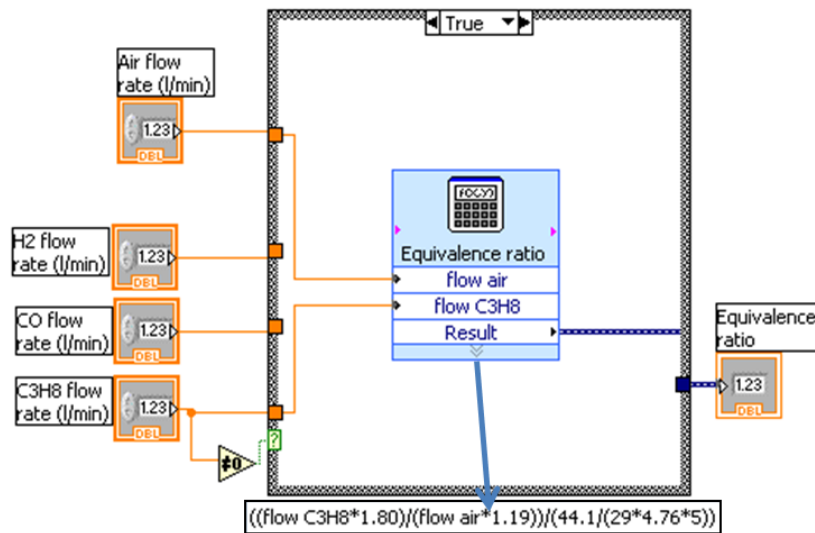 True
Air flow
rate (l/min)
1.23
DBL
f(x,y)
H2 flow
rate (l/min)
1.23
DBL
Equivalence ratio
flow air
CO flow
rate (l/min)
1.23
DBL
flow C3H8
Result
Equivalence
ratio
1.23
DBL
C3H8 flow
rate (l/min)
1.23
DBL
?
≠0
((flow C3H8*1.80)/(flow air*1.19))/(44.1/(29*4.76*5))